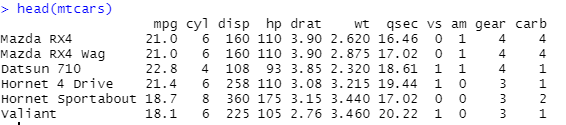 > head(mtcars)
mpg cyl disp hp drat wt qsec vs am gear carb
Mazda RX4 21.0 6 160 110 3.90 2.620 16.46 0 1 4 4
Mazda RX4 Wag 21.0 6 160 110 3.90 2.875 17.02 0 1 4 4
Datsun 710 22.8 4 108 93 3.85 2.320 18.61 1 1 4 1
Hornet 4 Drive 21.4 6 258 110 3.08 3.215 19.44 1 0 3 1
Hornet Sportabout 18.7 8 360 175 3.15 3.440 17.02 0 0 3 2
Valiant 18.1 6 225 105 2.76 3.460 20.22 1 0 3 1